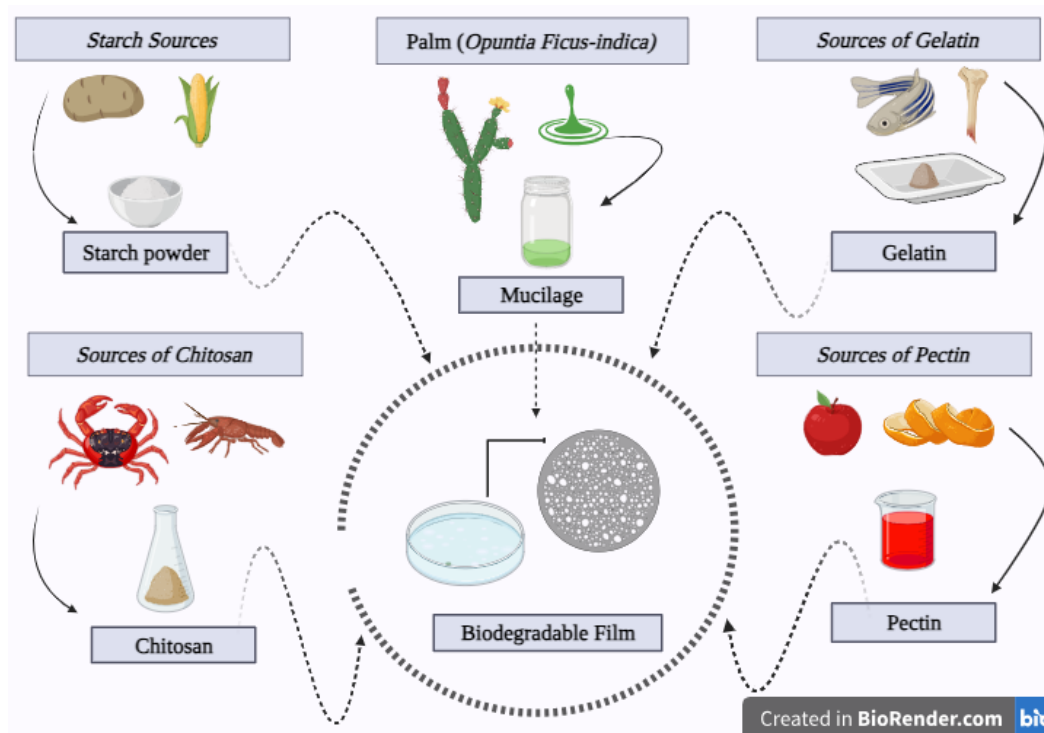 Starch Sources
Palm (Opuntia Ficus-indica)
Sources of Gelatin
Starch powder
Mucilage
Gelatin
Sources of Chitosan
Sources of Pectin
Chitosan
Biodegradable Film
Pectin
Created in BioRender.com